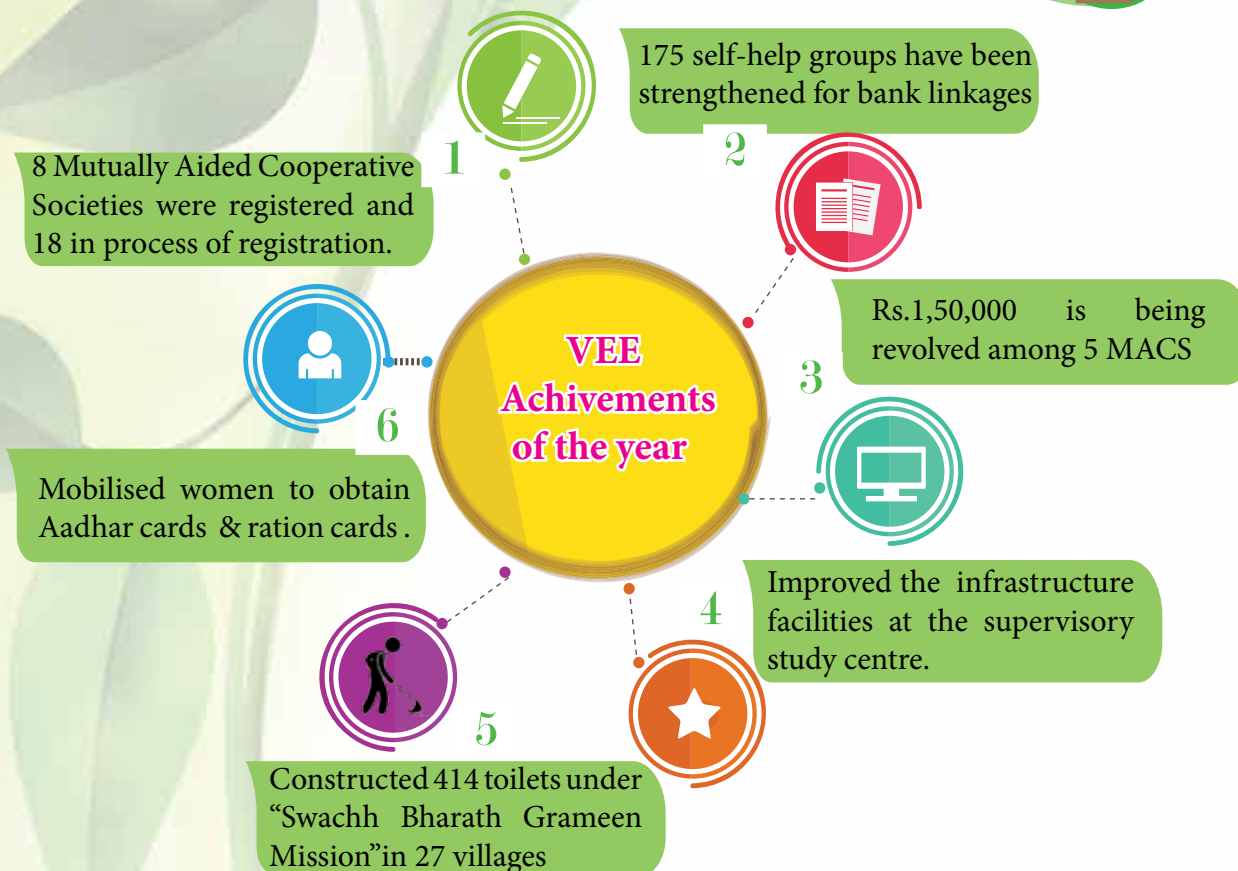 VEE
Achivements
of the year
1
8 Mutually Aided Cooperative
Societies were registered and
18 in process of registration.
2
175 self-help groups have been
strengthened for bank linkages
3
Rs.1,50,000 is being
revolved among 5 MACS
4
Improved the infrastructure
facilities at the supervisory
study centre.
5
Constructed 414 toilets under
“Swachh Bharath Grameen
Mission”in 27 villages
6
Mobilised women to obtain
Aadhar cards & ration cards .